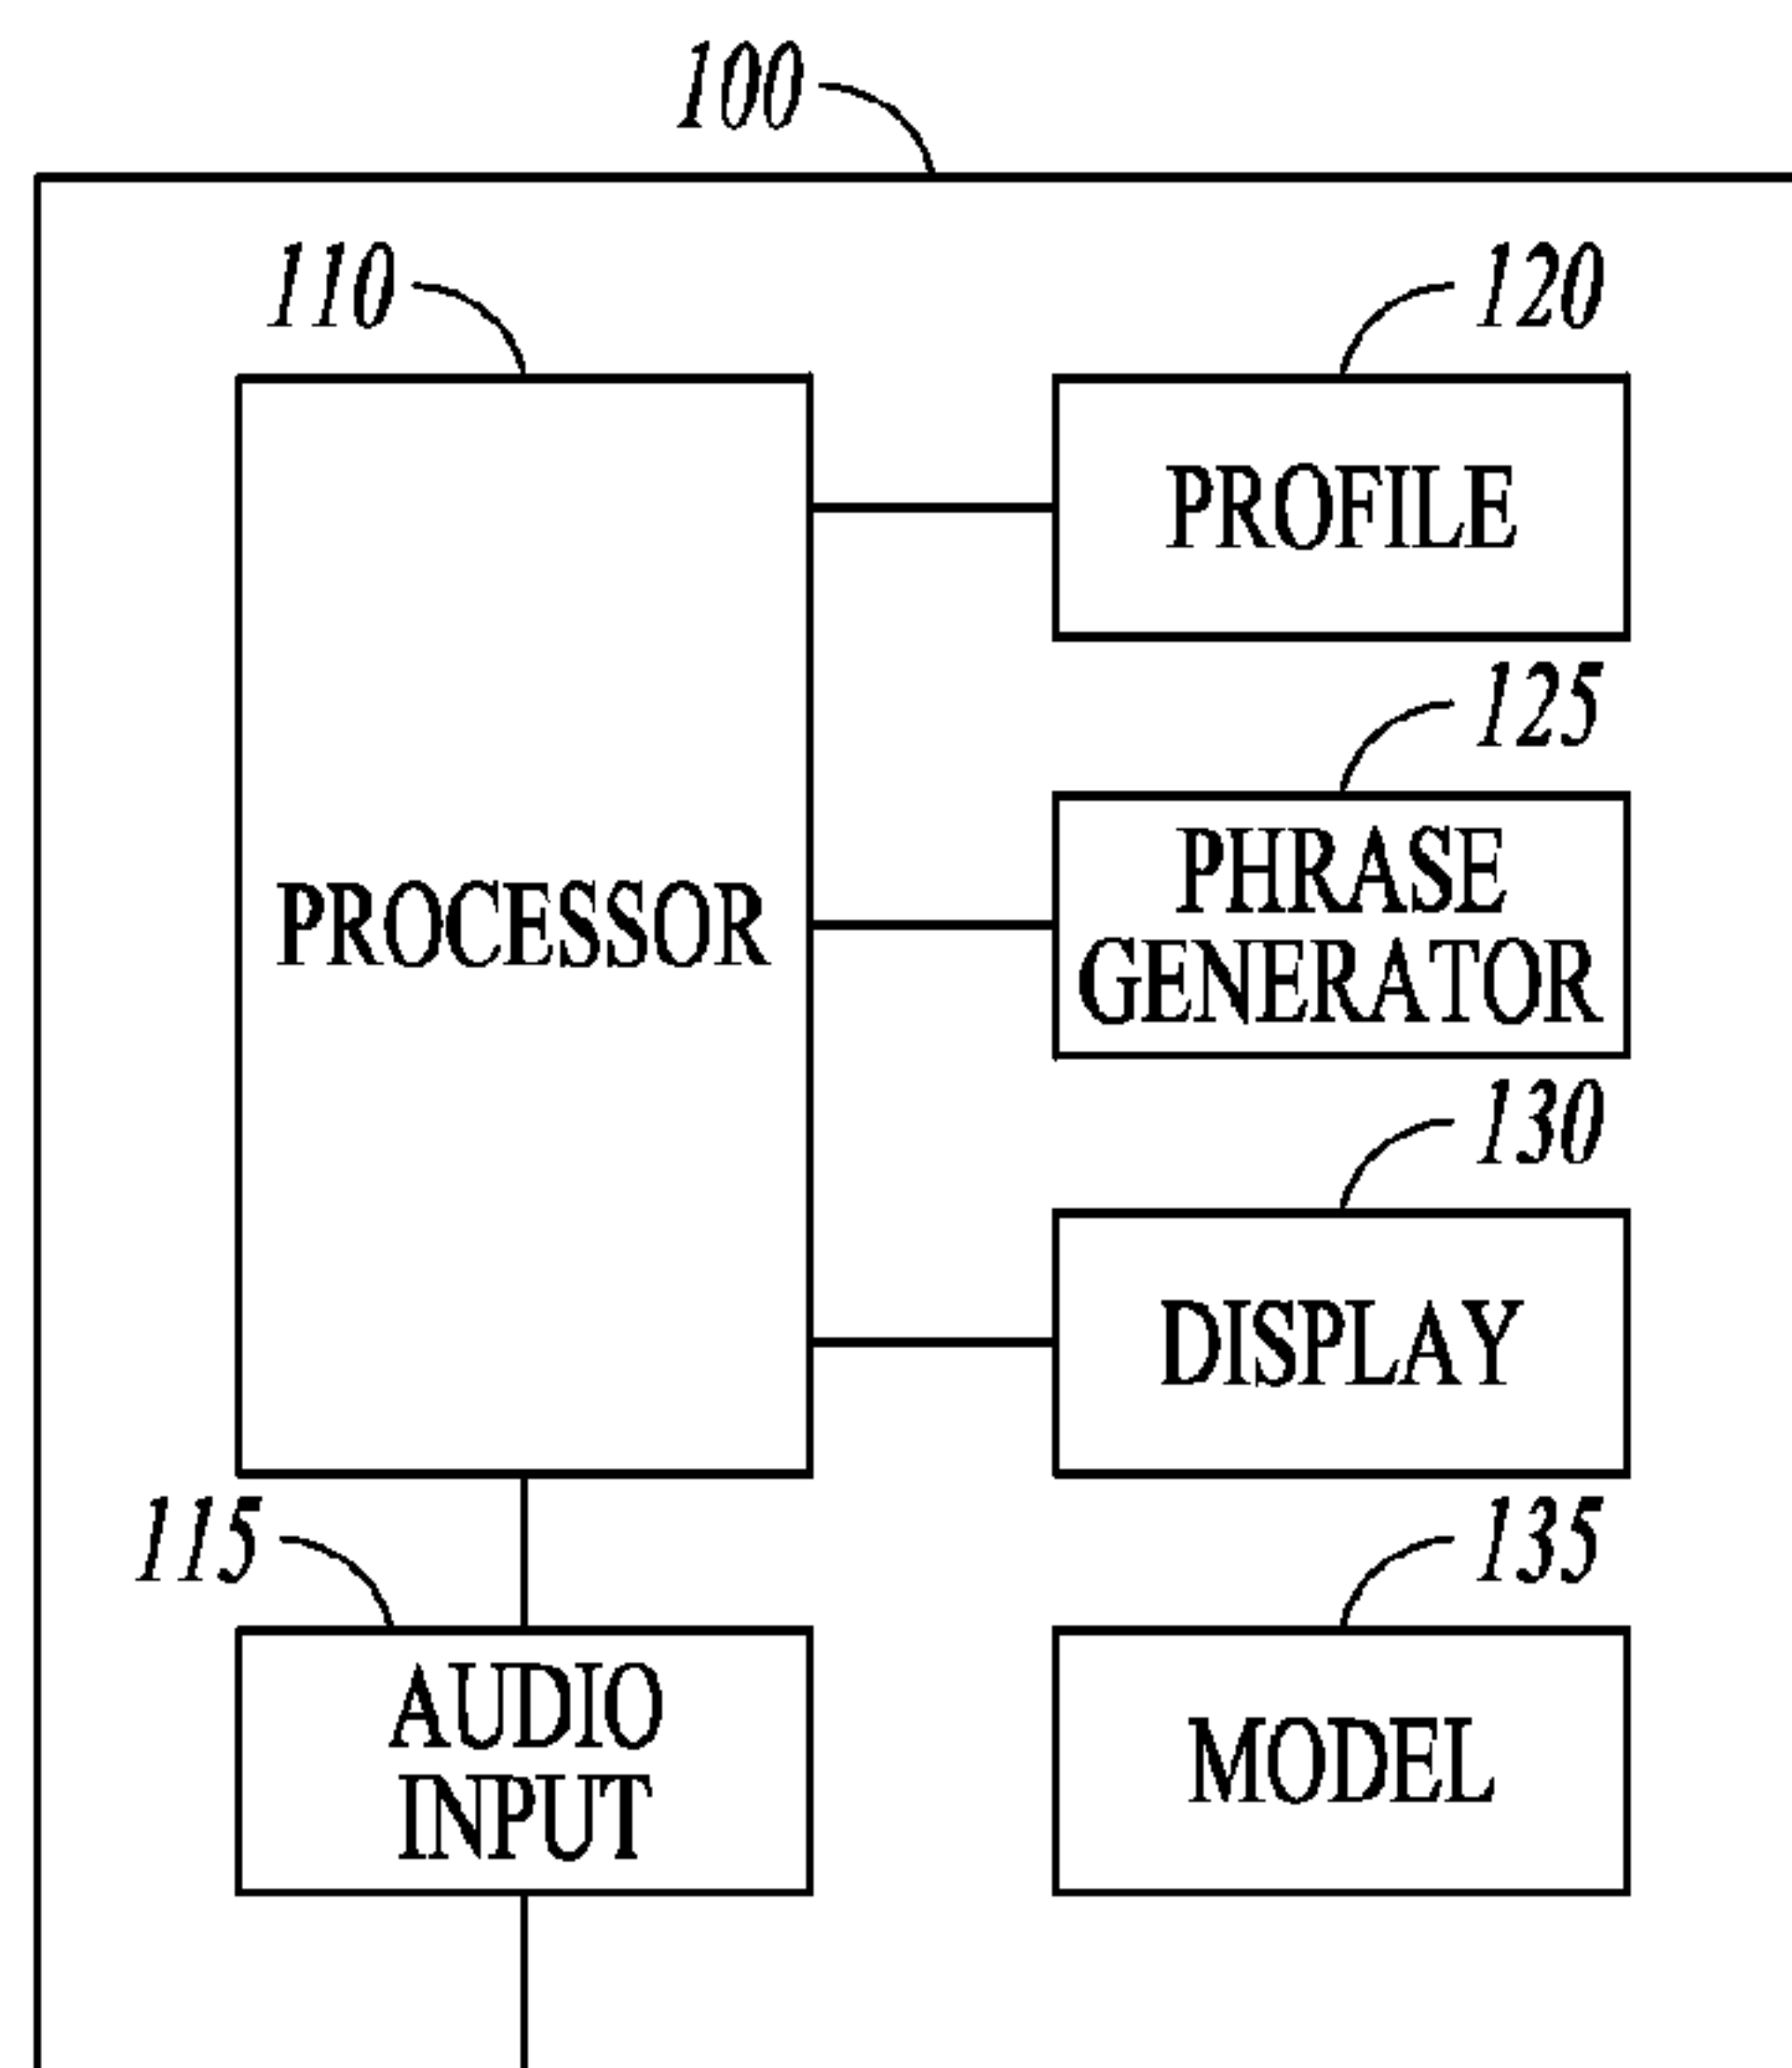 100
110
120
PROFILE
125
PROCESSOR
PHRASE
GENERATOR
130
DISPLAY
115
135
AUDIO
INPUT
MODEL